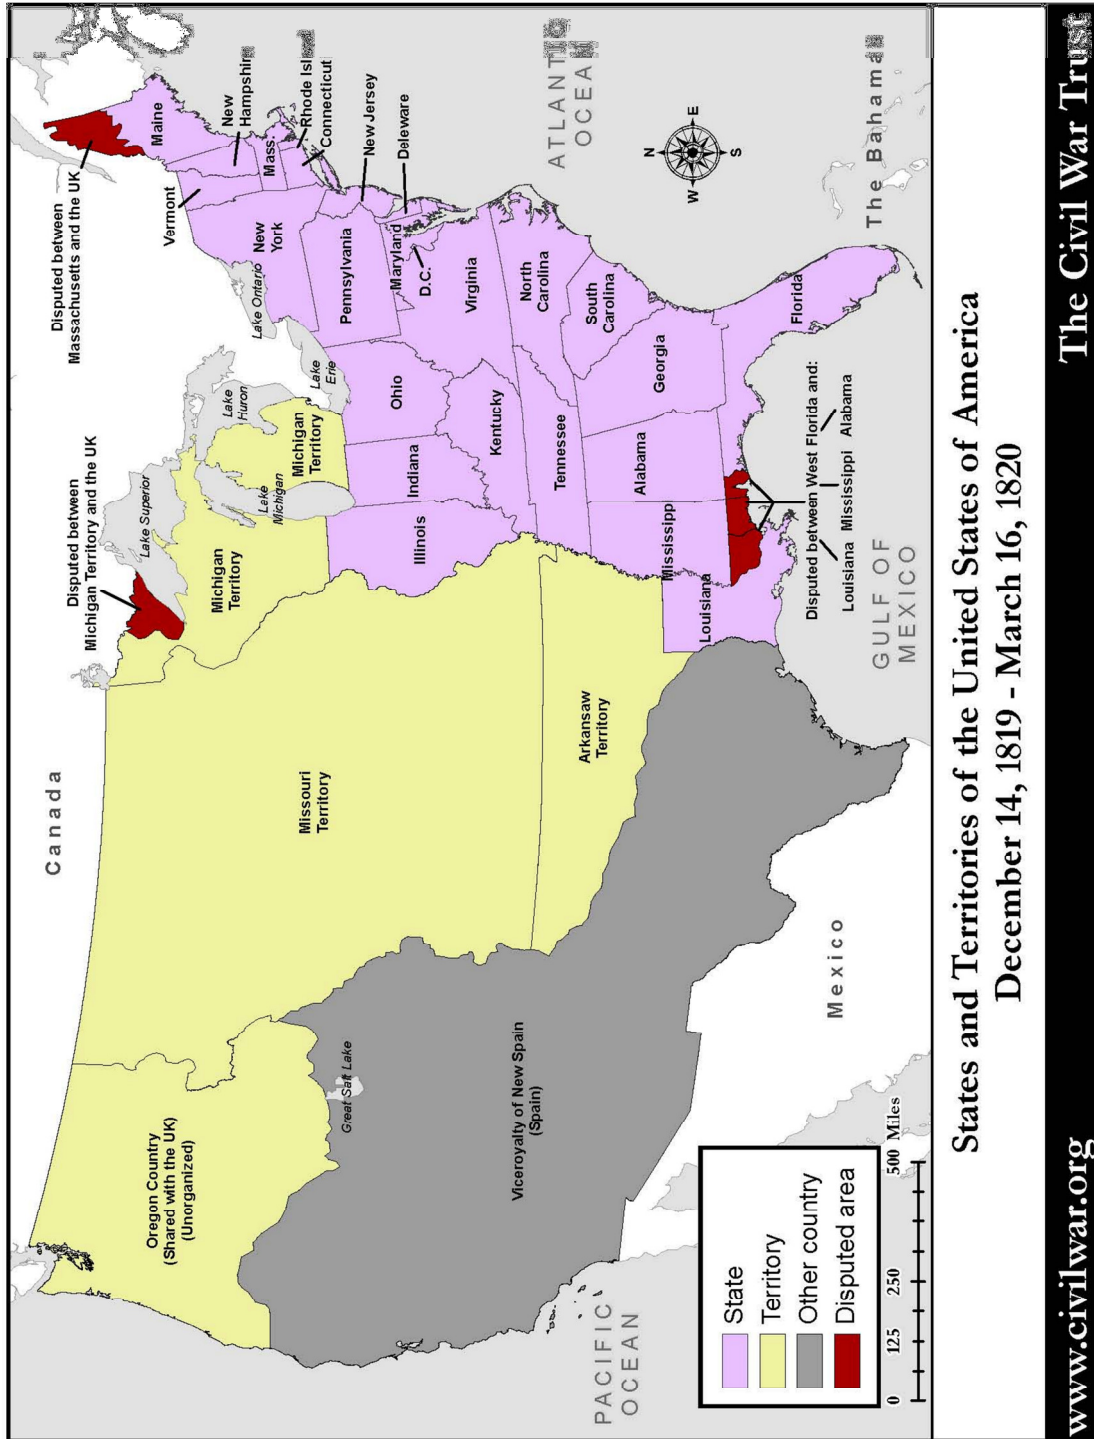 Canada
Disputed between
Michigan Territory and the UK
Disputed between
Massachusetts and the UK
Lake Superior
Lake
Huron
Lake
Michigan
Lake Ontario
Lake
Erie
Maine
Vermont
New
Hampshire
Mass.
Rhode Island
Connecticut
New
York
Pennsylvania
New Jersey
Deleware
Maryland
D.C.
Virginia
North
Carolina
South
Carolina
Georgia
Florida
Ohio
Indiana
Illinois
Kentucky
Tennessee
Alabama
Mississipp
Louisiana
Michigan
Territory
Michigan
Territory
Missouri
Territory
Arkansaw
Territory
Oregon Country
(Shared with the UK)
(Unorganized)
Great Salt Lake
Viceroyalty of New Spain
(Spain)
ATLANTIC
OCEAN
N
W
E
S
The Bahamas
Disputed between West Florida and:
Louisiana Mississippi Alabama
GULF OF
MEXICO
Mexico
PACIFIC
OCEAN
State
Territory
Other country
Disputed area
0 125 250 500 Miles
States and Territories of the United States of America
December 14, 1819 - March 16, 1820
www.civilwar.org
The Civil War Trust